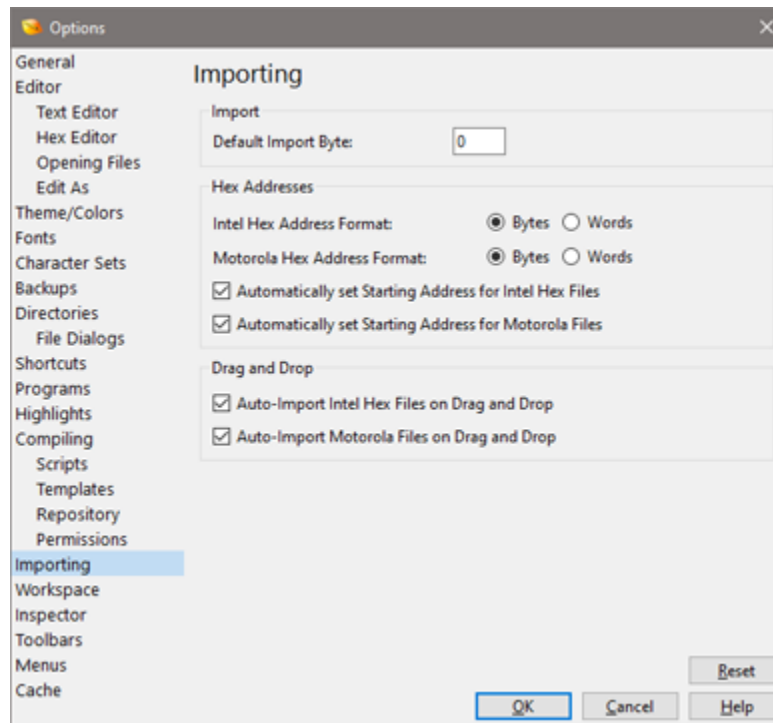 Options
General
Editor
Text Editor
Hex Editor
Opening Files
Edit As
Theme/Colors
Fonts
Character Sets
Backups
Directories
File Dialogs
Shortcuts
Programs
Highlights
Compiling
Scripts
Templates
Repository
Permissions
Importing
Workspace
Inspector
Toolbars
Menus
Cache
Importing
Import
Default Import Byte: 0
Hex Addresses
Intel Hex Address Format: Bytes Words
Motorola Hex Address Format: Bytes Words
Automatically set Starting Address for Intel Hex Files
Automatically set Starting Address for Motorola Files
Drag and Drop
Auto-Import Intel Hex Files on Drag and Drop
Auto-Import Motorola Files on Drag and Drop
Reset
OK Cancel Help